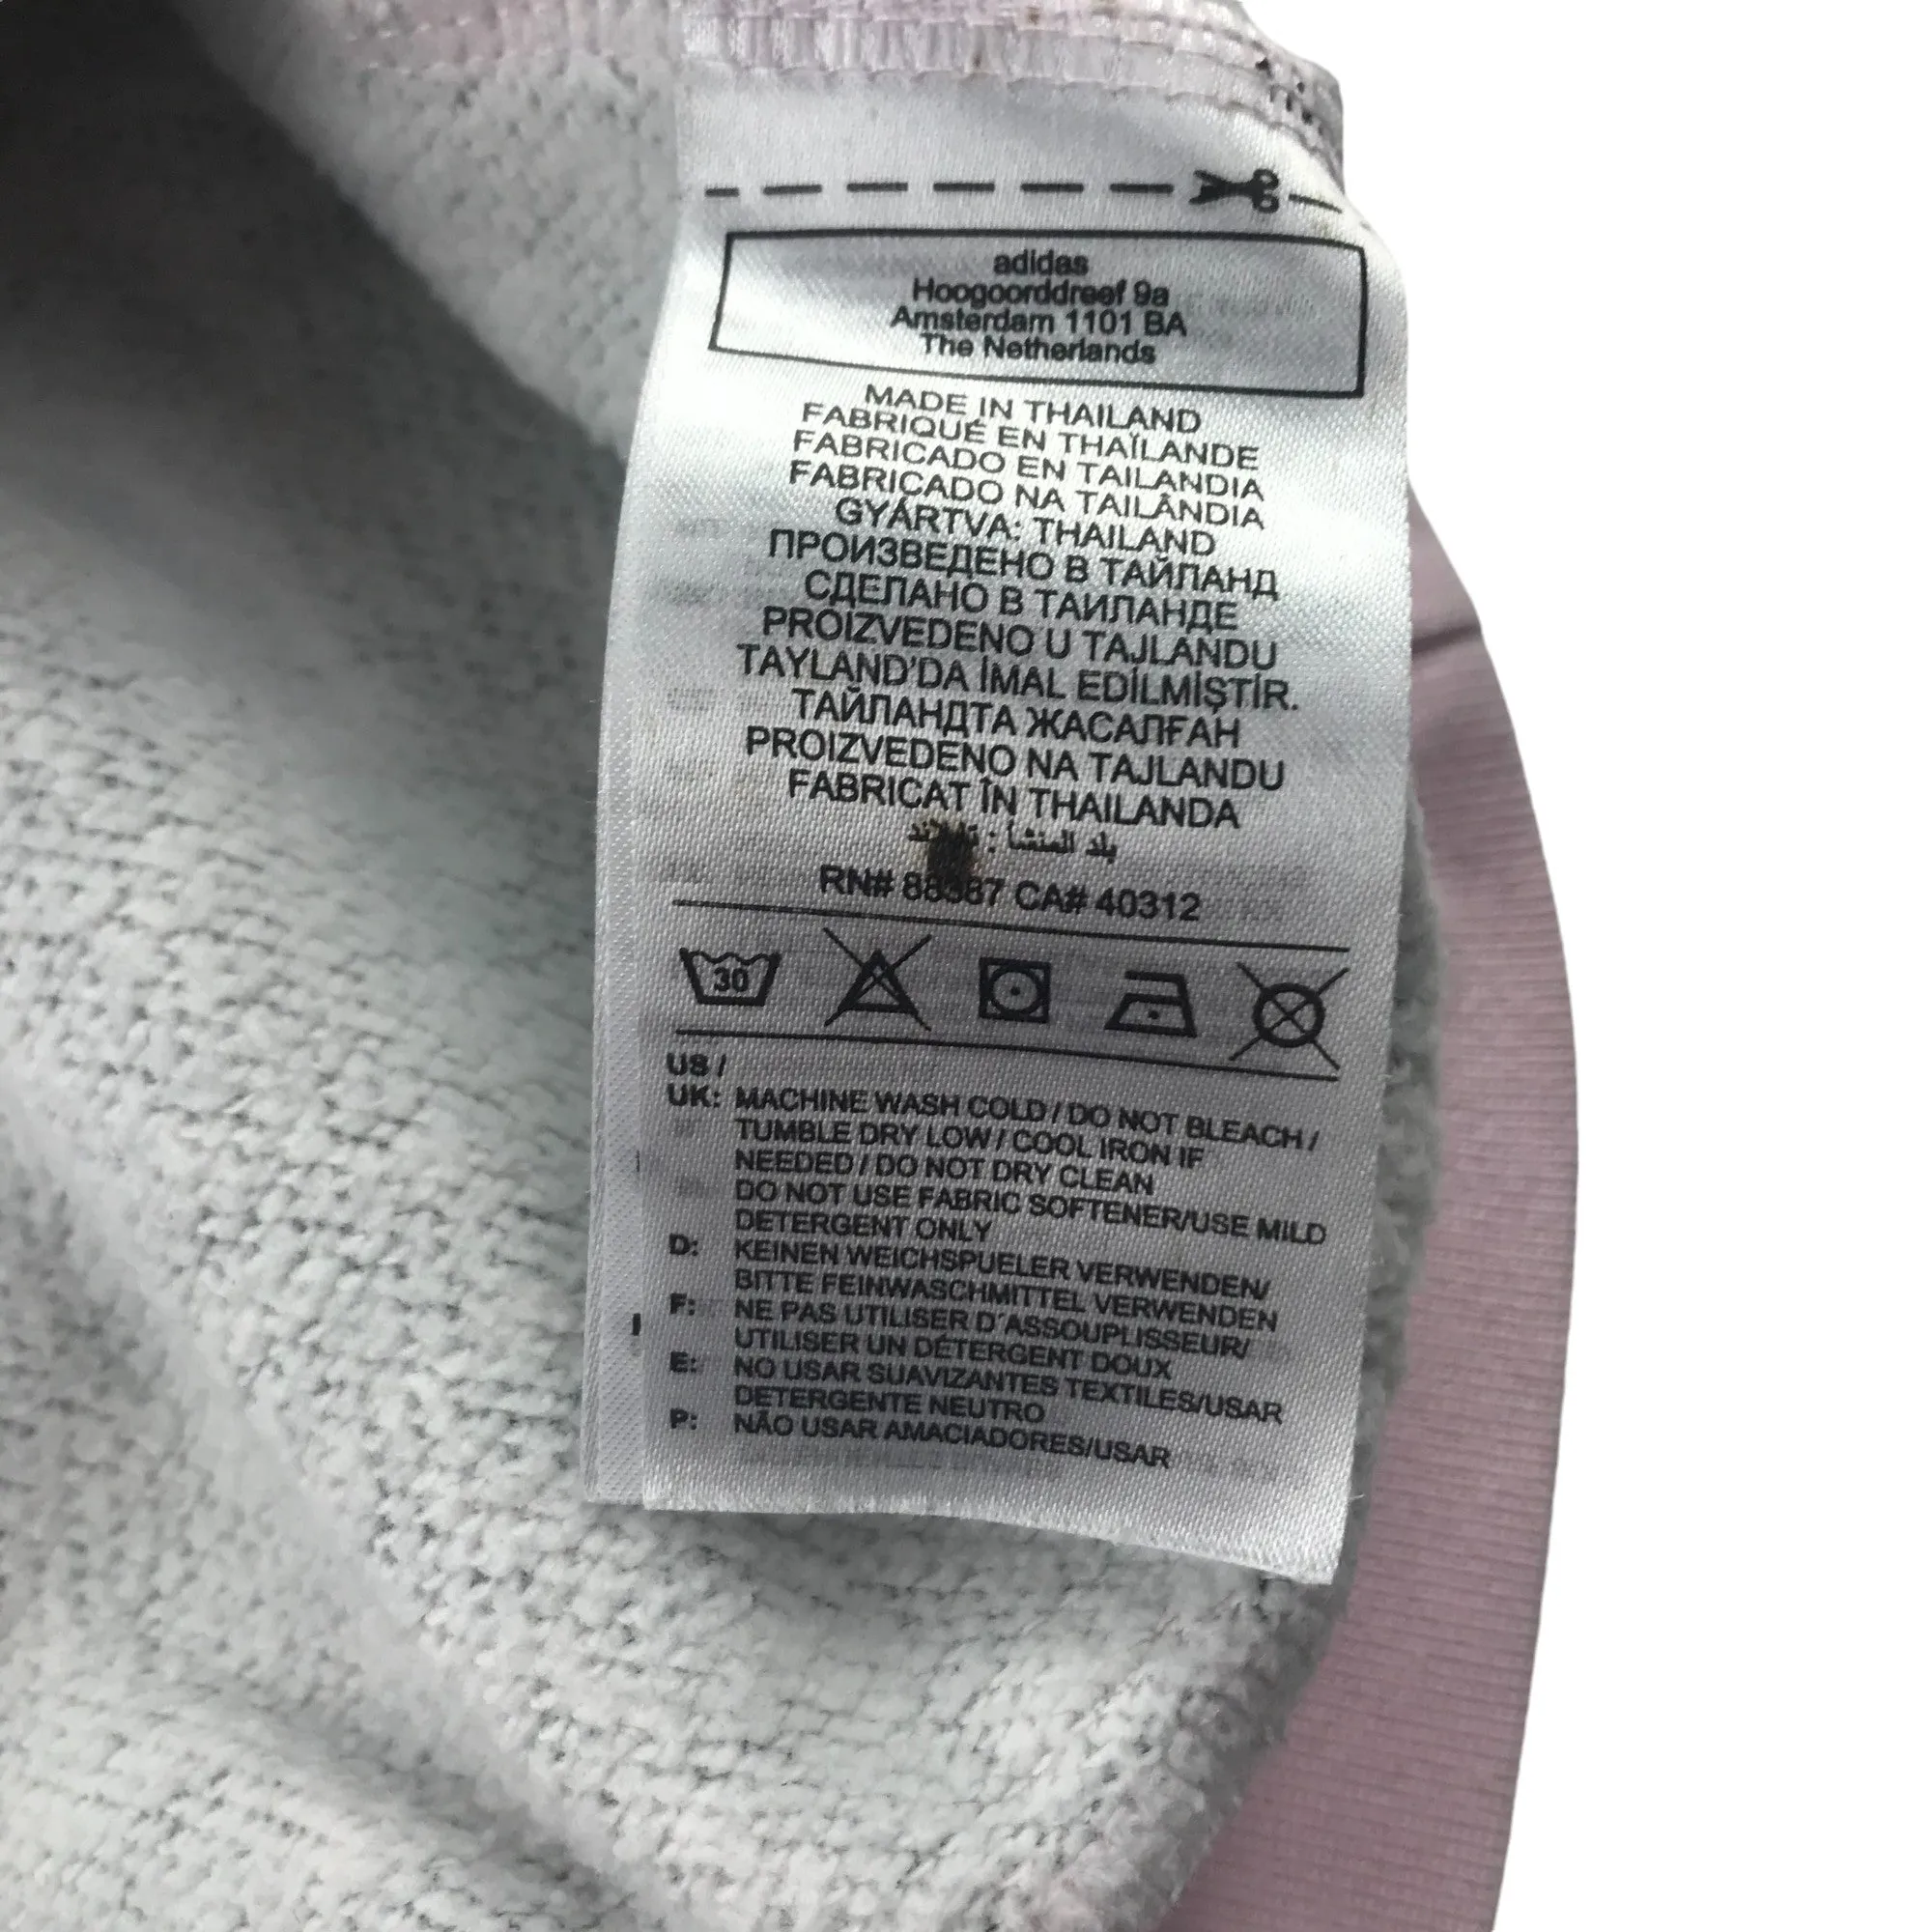 adidas
Hoogoorddreef 9a
Amsterdam 1101 BA
The Netherlands
MADE IN THAILAND
FABRIQUÉ EN THAÏLANDE
FABRICADO EN TAILANDIA
FABRICADO NA TAILÂNDIA
GYÁRTVA: THAILAND
ПРОИЗВЕДЕНО В ТАЙЛАНД
СДЕЛАНО В ТАИЛАНДЕ
PROIZVEDENO U TAJLANDU
TAYLAND'DA İMAL EDİLMİŞTİR.
ТАЙЛАНДТА ЖАСАЛҒАН
PROIZVEDENO NA TAJLANDU
FABRICAT ÎN THAILANDA
بلد المنشأ :
RN# 88387 CA# 40312
30
US /
UK: MACHINE WASH COLD / DO NOT BLEACH /
TUMBLE DRY LOW / COOL IRON IF
NEEDED / DO NOT DRY CLEAN
DO NOT USE FABRIC SOFTENER/USE MILD
DETERGENT ONLY
D: KEINEN WEICHSPUELER VERWENDEN/
BITTE FEINWASCHMITTEL VERWENDEN
F: NE PAS UTILISER D'ASSOUPLISSEUR/
UTILISER UN DÉTERGENT DOUX
E: NO USAR SUAVIZANTES TEXTILES/USAR
DETERGENTE NEUTRO
P: NÃO USAR AMACIADORES/USAR